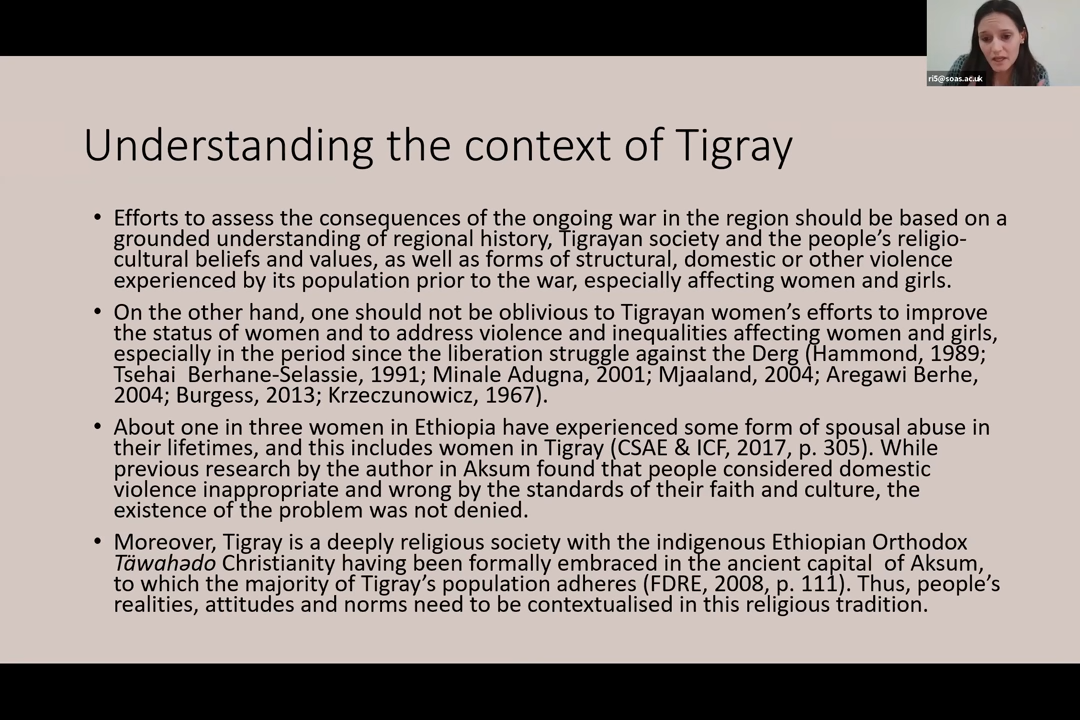 ri5@soas.ac.uk
Understanding the context of Tigray
• Efforts to assess the consequences of the ongoing war in the region should be based on a
grounded understanding of regional history, Tigrayan society and the people’s religio-
cultural beliefs and values, as well as forms of structural, domestic or other violence
experienced by its population prior to the war, especially affecting women and girls.
• On the other hand, one should not be oblivious to Tigrayan women’s efforts to improve
the status of women and to address violence and inequalities affecting women and girls,
especially in the period since the liberation struggle against the Derg (Hammond, 1989;
Tsehai  Berhane-Selassie, 1991; Minale Adugna, 2001; Mjaaland, 2004; Aregawi Berhe,
2004; Burgess, 2013; Krzeczunowicz, 1967).
• About one in three women in Ethiopia have experienced some form of spousal abuse in
their lifetimes, and this includes women in Tigray (CSAE & ICF, 2017, p. 305). While
previous research by the author in Aksum found that people considered domestic
violence inappropriate and wrong by the standards of their faith and culture, the
existence of the problem was not denied.
• Moreover, Tigray is a deeply religious society with the indigenous Ethiopian Orthodox
Täwahǝdo Christianity having been formally embraced in the ancient capital  of Aksum,
to which the majority of Tigray’s population adheres (FDRE, 2008, p. 111). Thus, people’s
realities, attitudes and norms need to be contextualised in this religious tradition.